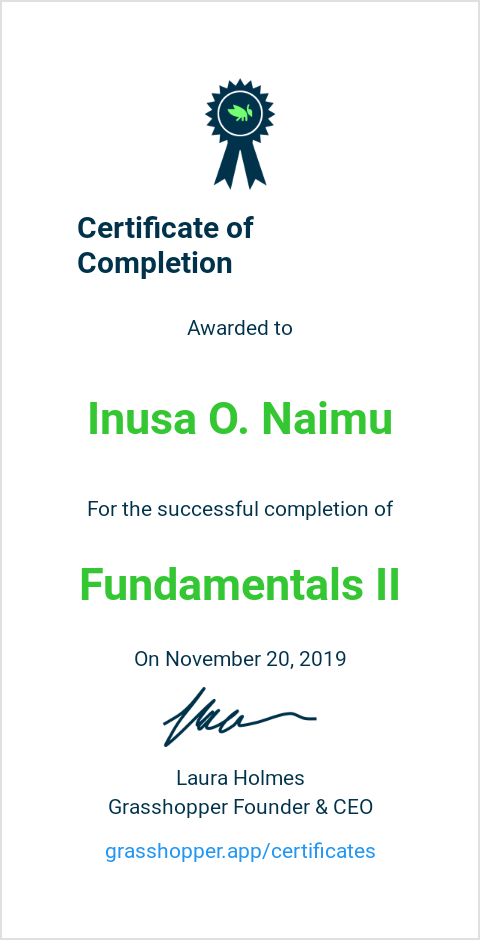 Certificate of
Completion
Awarded to
Inusa O. Naimu
For the successful completion of
Fundamentals II
On November 20, 2019
Laura Holmes
Grasshopper Founder & CEO
grasshopper.app/certificates